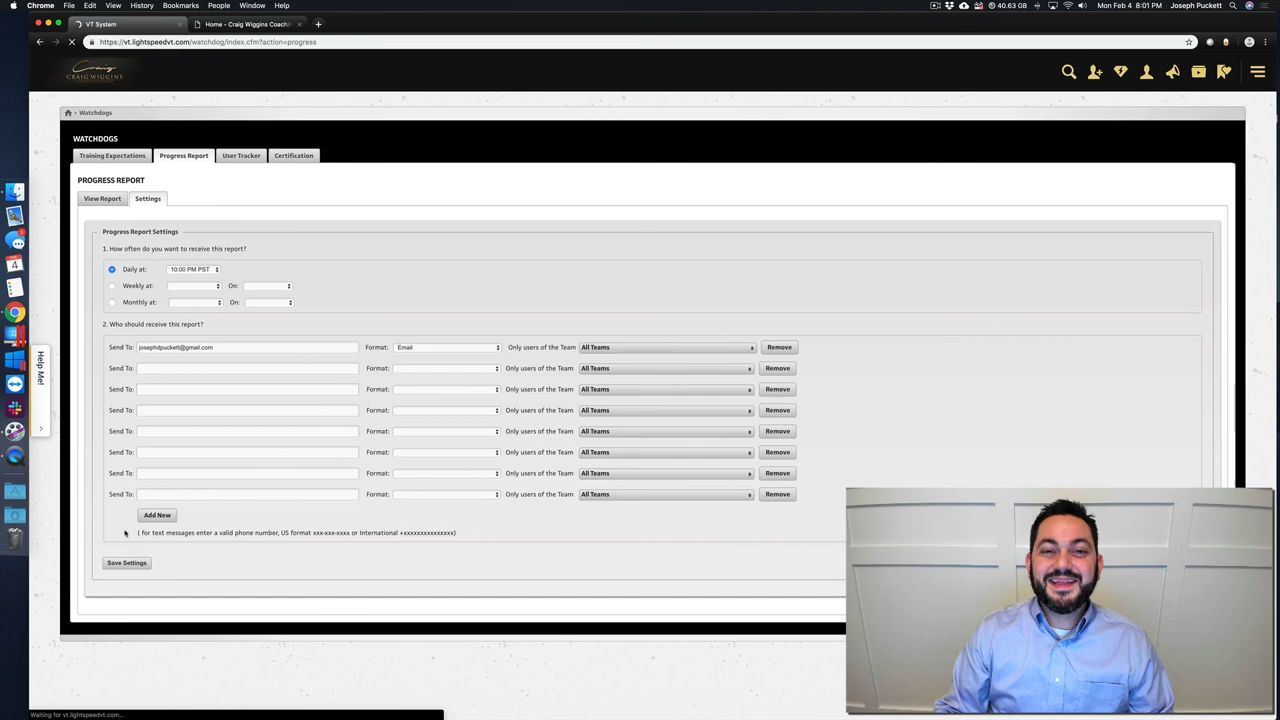 Chrome File Edit View History Bookmarks People Window Help 40.63 GB Mon Feb 4 8:01 PM Joseph Puckett
VT System Home - Craig Wiggins Coachin
https://vt.lightspeedvt.com/watchdog/index.cfm?action=progress
Craig
CRAIG WIGGINS
Watchdogs
WATCHDOGS
Training Expectations Progress Report User Tracker Certification
PROGRESS REPORT
View Report Settings
Progress Report Settings
1. How often do you want to receive this report?
Daily at: 10:00 PM PST
Weekly at: On:
Monthly at: On:
2. Who should receive this report?
Send To: josephdpuckett@gmail.com Format: Email Only users of the Team All Teams Remove
Send To: Format: Only users of the Team All Teams Remove
Send To: Format: Only users of the Team All Teams Remove
Send To: Format: Only users of the Team All Teams Remove
Send To: Format: Only users of the Team All Teams Remove
Send To: Format: Only users of the Team All Teams Remove
Send To: Format: Only users of the Team All Teams Remove
Send To: Format: Only users of the Team All Teams Remove
Add New
( for text messages enter a valid phone number, US format xxx-xxx-xxxx or International +xxxxxxxxxxxxxxx)
Save Settings
Help Me!
4
Waiting for vt.lightspeedvt.com...